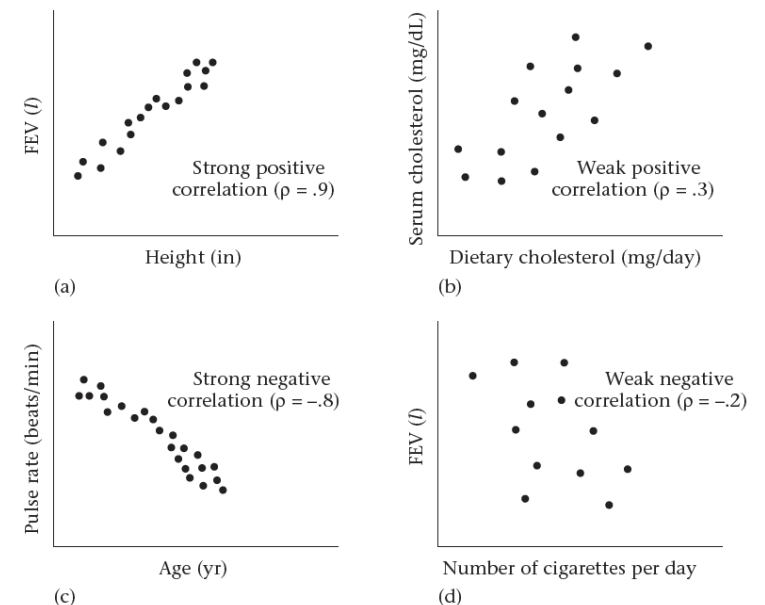 FEV (l)
Strong positive
correlation (ρ = .9)
Height (in)
(a)
Serum cholesterol (mg/dL)
Weak positive
correlation (ρ = .3)
Dietary cholesterol (mg/day)
(b)
Pulse rate (beats/min)
Strong negative
correlation (ρ = –.8)
Age (yr)
(c)
FEV (l)
Weak negative
correlation (ρ = –.2)
Number of cigarettes per day
(d)